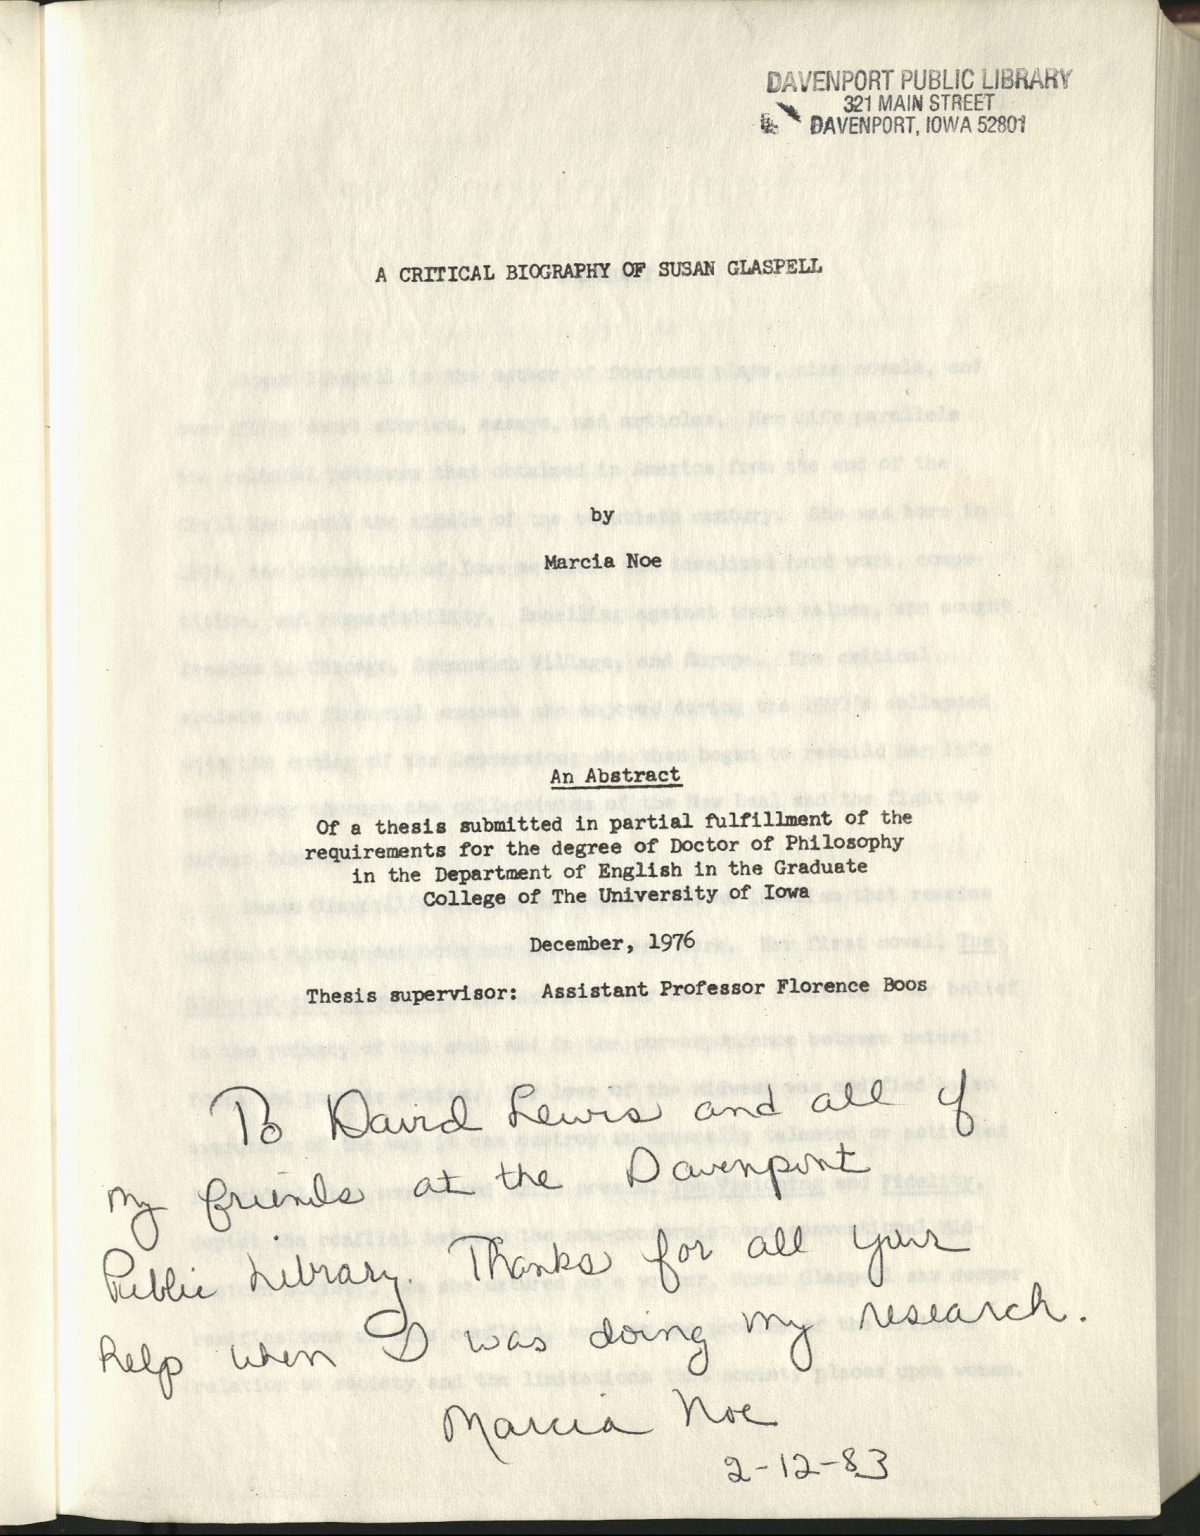 DAVENPORT PUBLIC LIBRARY
321 MAIN STREET
DAVENPORT, IOWA 52801
A CRITICAL BIOGRAPHY OF SUSAN GLASPELL
by
Marcia Noe
An Abstract
Of a thesis submitted in partial fulfillment of the
requirements for the degree of Doctor of Philosophy
in the Department of English in the Graduate
College of The University of Iowa
December, 1976
Thesis supervisor: Assistant Professor Florence Boos
To David Lewis and all of
my friends at the Davenport
Public Library. Thanks for all your
help when I was doing my research.
Marcia Noe
2-12-83